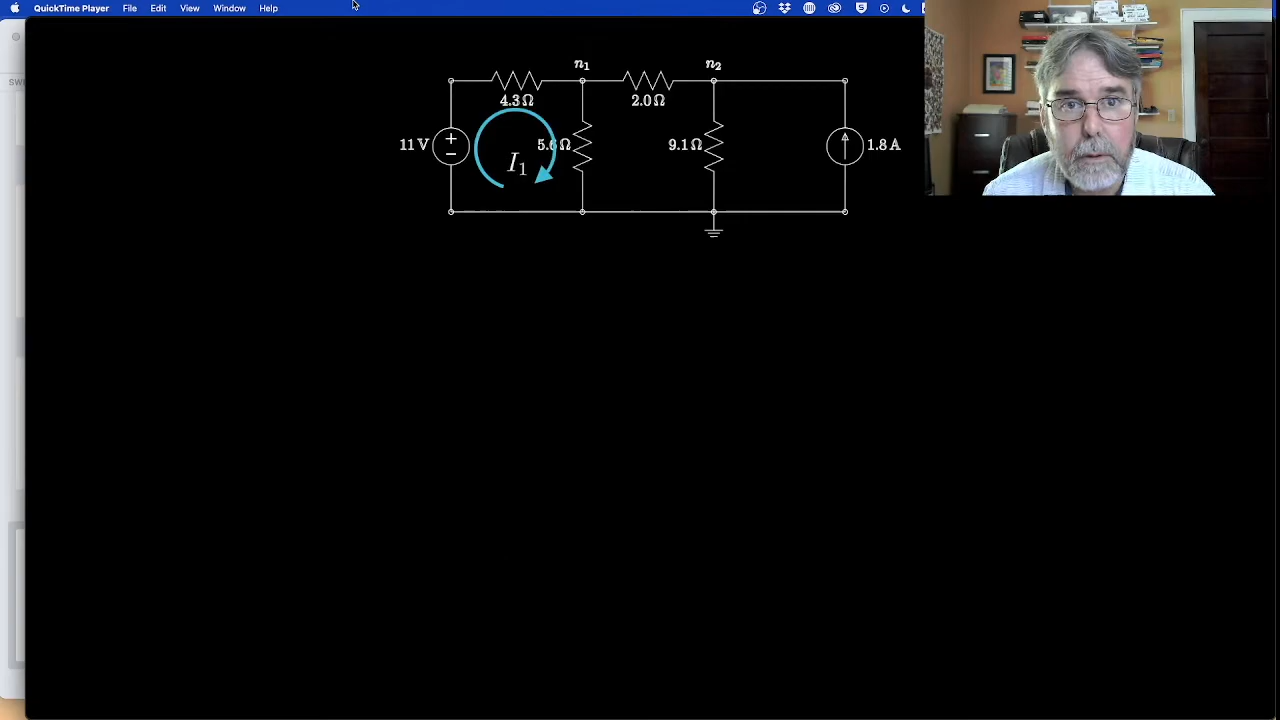 QuickTime Player File Edit View Window Help
n₁ n₂
4.3 Ω 2.0 Ω
11 V + − I₁ 5.6 Ω 9.1 Ω 1.8 A